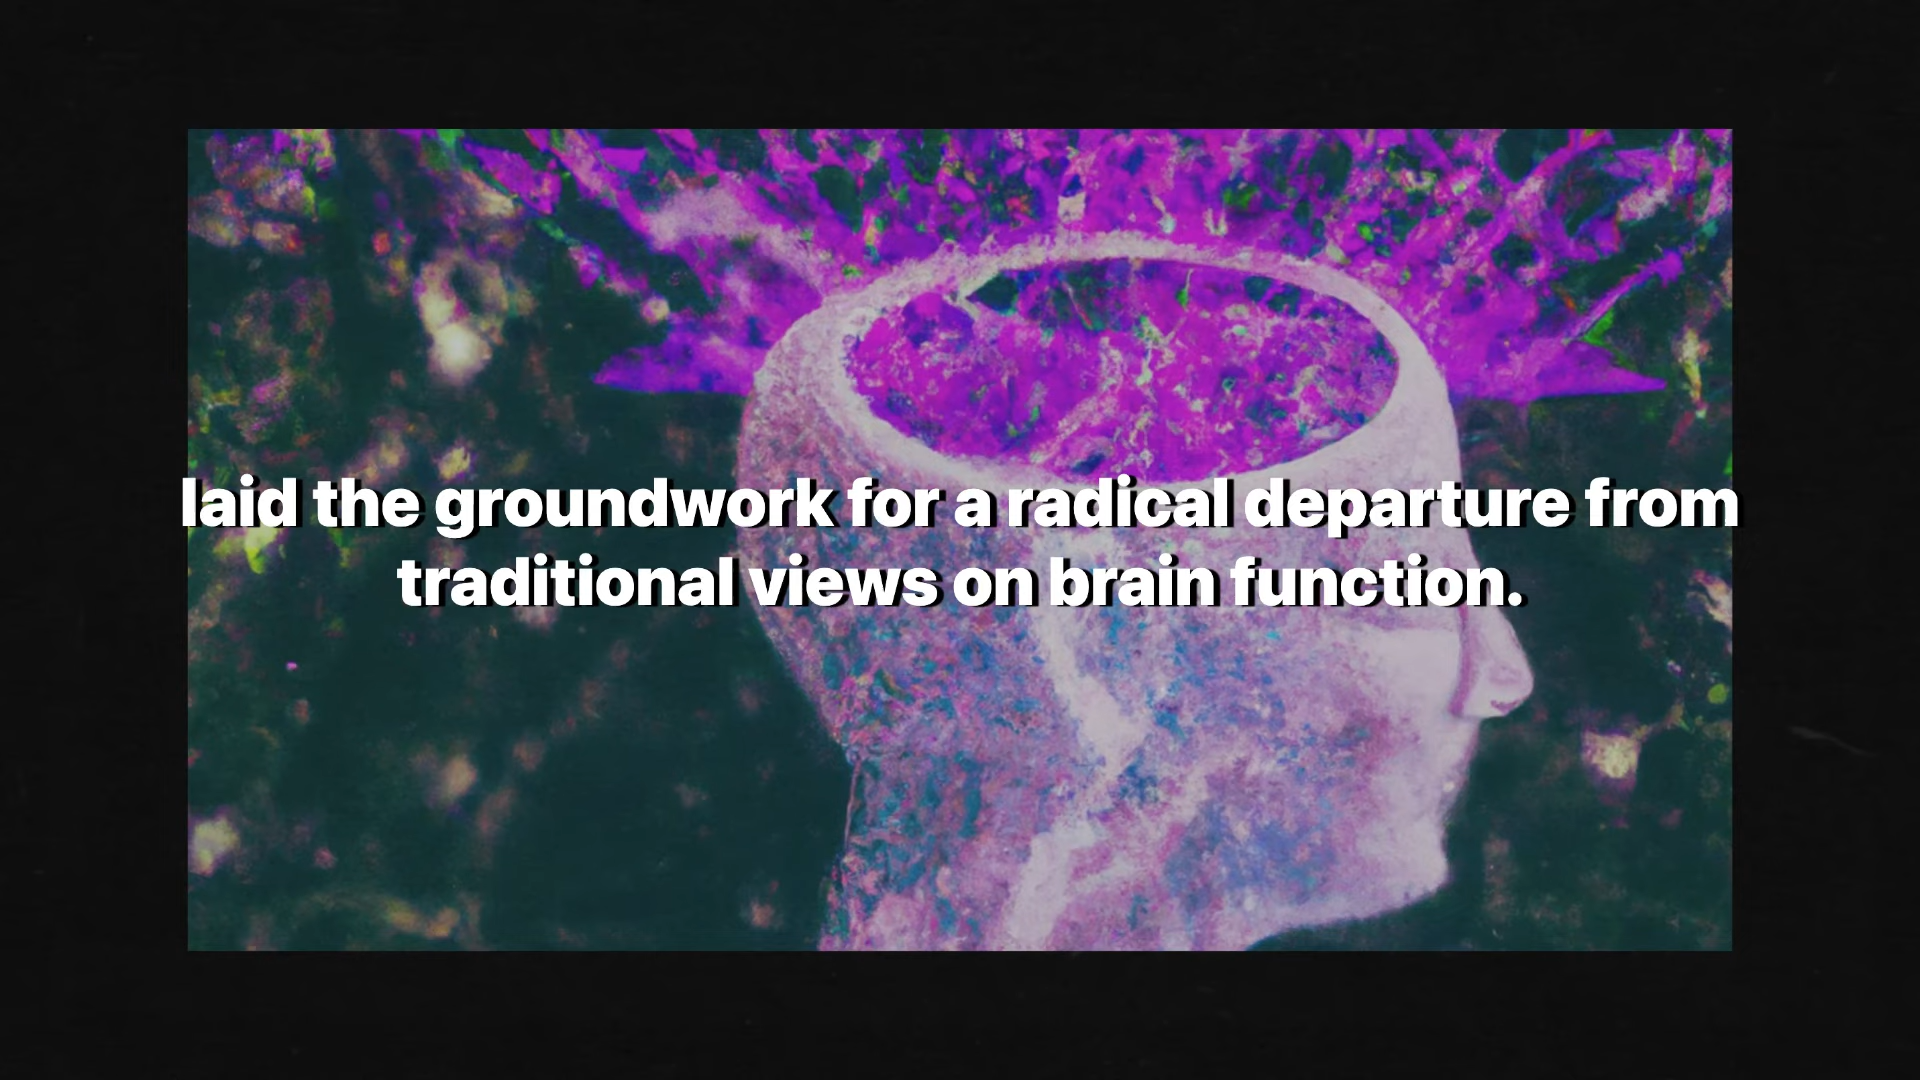 laid the groundwork for a radical departure from
traditional views on brain function.